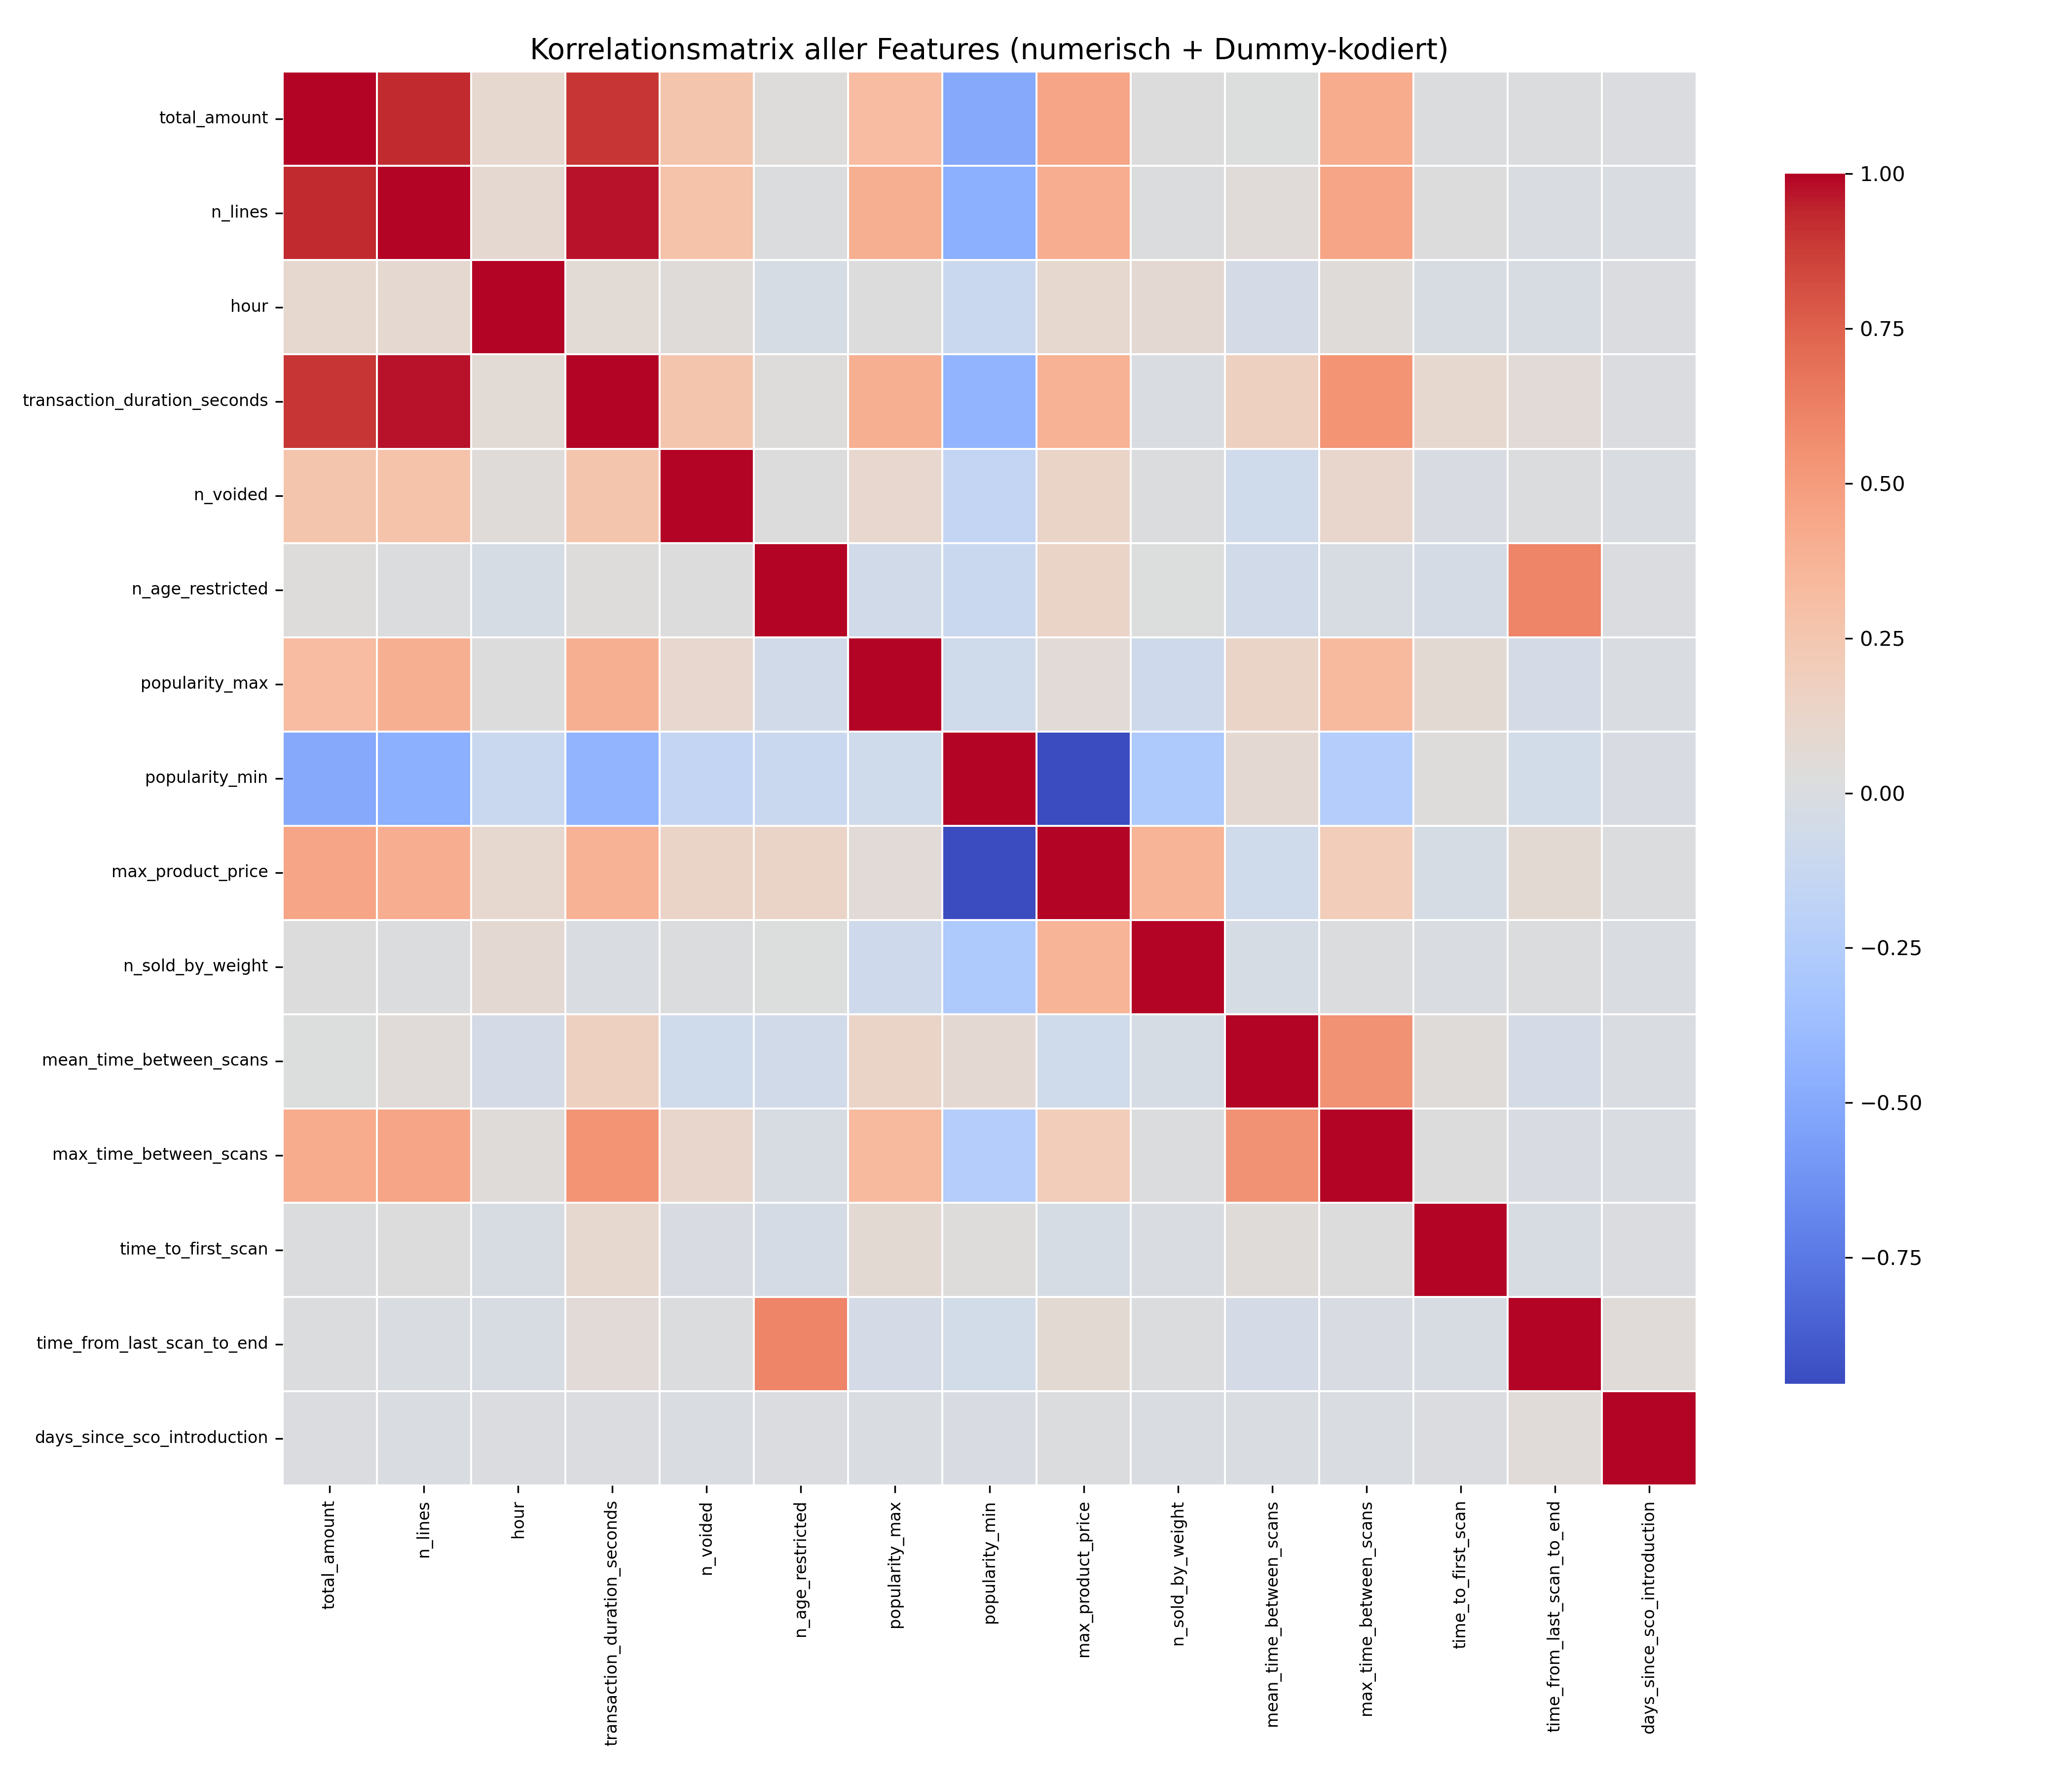 Korrelationsmatrix aller Features (numerisch + Dummy-kodiert)
total_amount
n_lines
hour
transaction_duration_seconds
n_voided
n_age_restricted
popularity_max
popularity_min
max_product_price
n_sold_by_weight
mean_time_between_scans
max_time_between_scans
time_to_first_scan
time_from_last_scan_to_end
days_since_sco_introduction
total_amount
n_lines
hour
transaction_duration_seconds
n_voided
n_age_restricted
popularity_max
popularity_min
max_product_price
n_sold_by_weight
mean_time_between_scans
max_time_between_scans
time_to_first_scan
time_from_last_scan_to_end
days_since_sco_introduction
1.00
0.75
0.50
0.25
0.00
−0.25
−0.50
−0.75